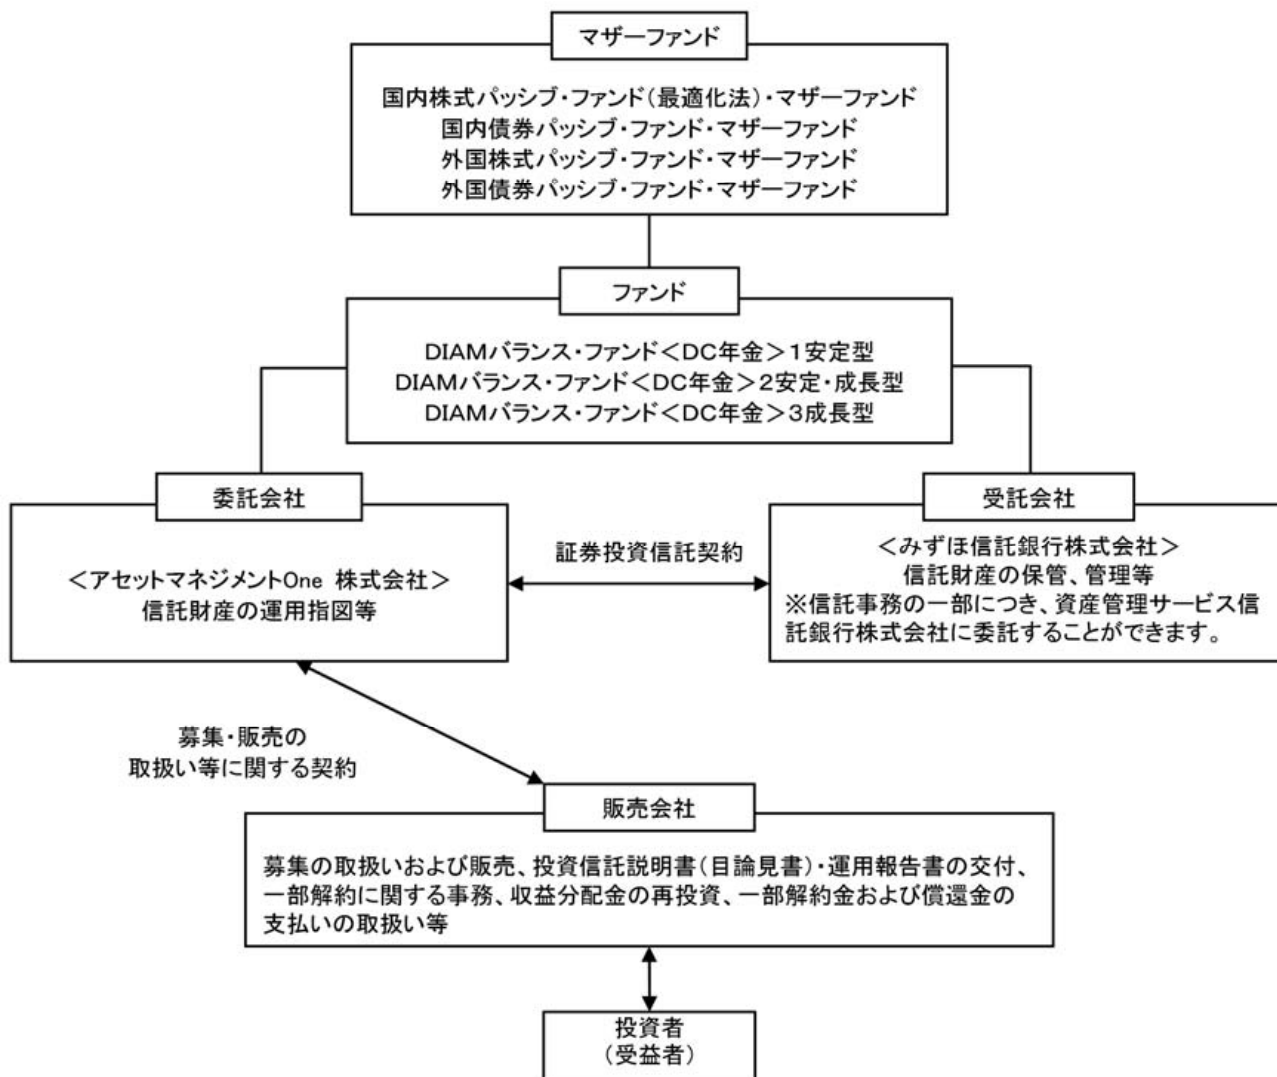 マザーファンド
国内株式パッシブ・ファンド(最適化法)・マザーファンド
国内債券パッシブ・ファンド・マザーファンド
外国株式パッシブ・ファンド・マザーファンド
外国債券パッシブ・ファンド・マザーファンド
ファンド
DIAMバランス・ファンド<DC年金>1安定型
DIAMバランス・ファンド<DC年金>2安定・成長型
DIAMバランス・ファンド<DC年金>3成長型
委託会社
<アセットマネジメントOne 株式会社>
信託財産の運用指図等
証券投資信託契約
受託会社
<みずほ信託銀行株式会社>
信託財産の保管、管理等
※信託事務の一部につき、資産管理サービス信
託銀行株式会社に委託することができます。
募集・販売の
取扱い等に関する契約
販売会社
募集の取扱いおよび販売、投資信託説明書(目論見書)・運用報告書の交付、
一部解約に関する事務、収益分配金の再投資、一部解約金および償還金の
支払いの取扱い等
投資者
(受益者)